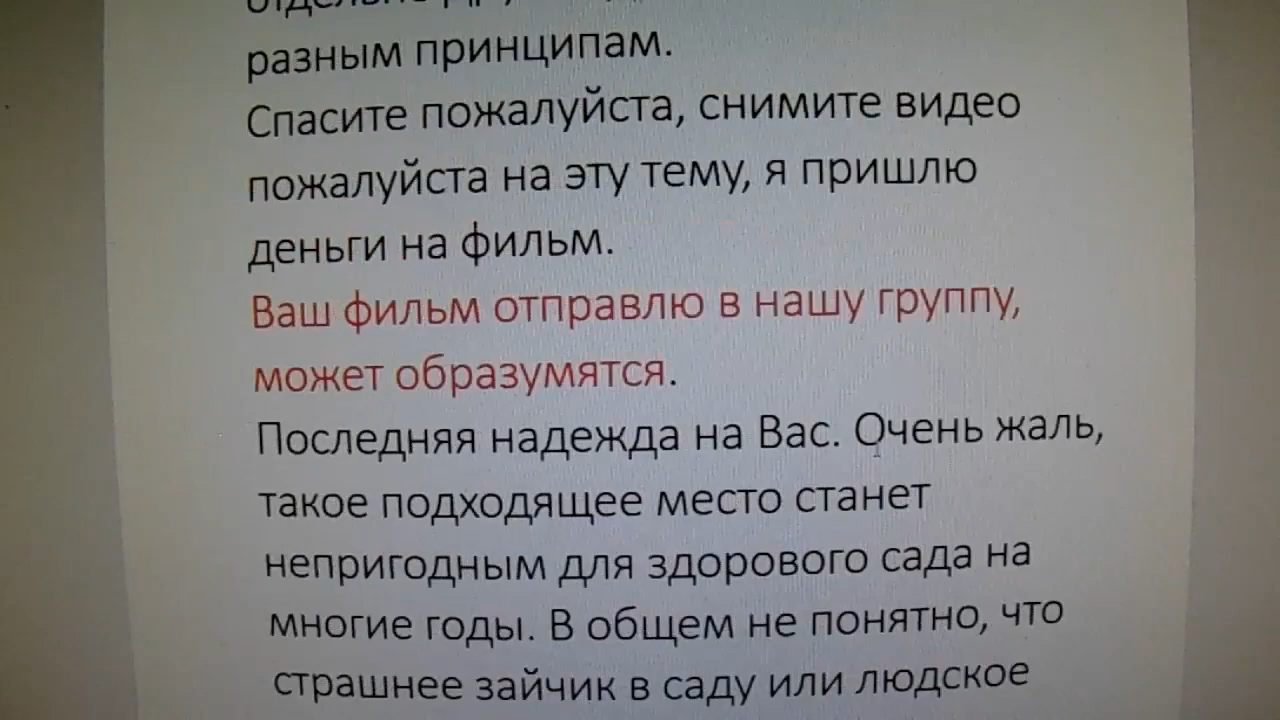 разным принципам.
Спасите пожалуйста, снимите видео
пожалуйста на эту тему, я пришлю
деньги на фильм.
Ваш фильм отправлю в нашу группу,
может образумятся.
Последняя надежда на Вас. Очень жаль,
такое подходящее место станет
непригодным для здорового сада на
многие годы. В общем не понятно, что
страшнее зайчик в саду или людское